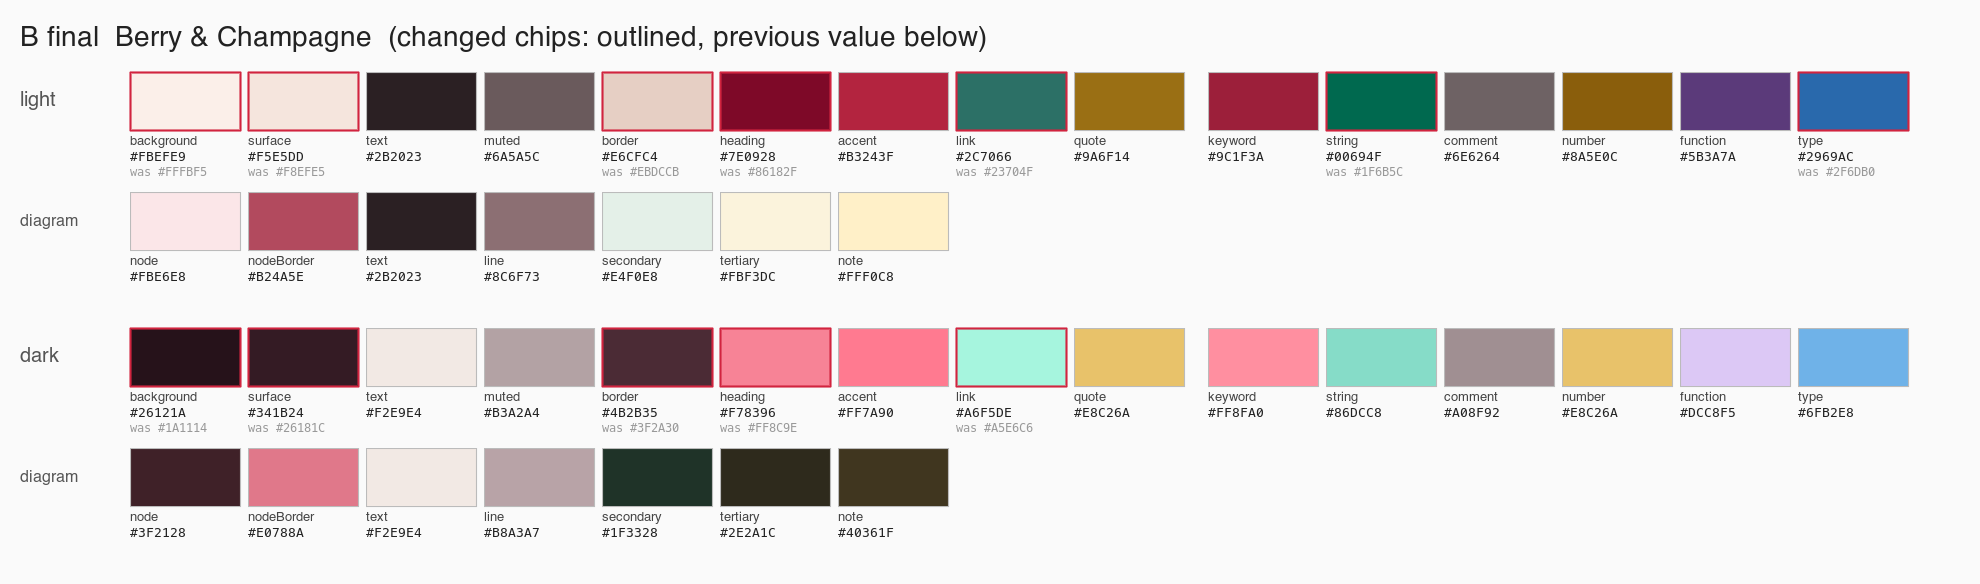 B final  Berry & Champagne  (changed chips: outlined, previous value below)
light
background surface text muted border heading accent link quote keyword string comment number function type
#FBEFE9 #F5E5DD #2B2023 #6A5A5C #E6CFC4 #7E0928 #B3243F #2C7066 #9A6F14 #9C1F3A #00694F #6E6264 #8A5E0C #5B3A7A #2969AC
was #FFFBF5 was #F8EFE5 was #EBDCCB was #86182F was #23704F was #1F6B5C was #2F6DB0
diagram
node nodeBorder text line secondary tertiary note
#FBE6E8 #B24A5E #2B2023 #8C6F73 #E4F0E8 #FBF3DC #FFF0C8
dark
background surface text muted border heading accent link quote keyword string comment number function type
#26121A #341B24 #F2E9E4 #B3A2A4 #4B2B35 #F78396 #FF7A90 #A6F5DE #E8C26A #FF8FA0 #86DCC8 #A08F92 #E8C26A #DCC8F5 #6FB2E8
was #1A1114 was #26181C was #3F2A30 was #FF8C9E was #A5E6C6
diagram
node nodeBorder text line secondary tertiary note
#3F2128 #E0788A #F2E9E4 #B8A3A7 #1F3328 #2E2A1C #40361F